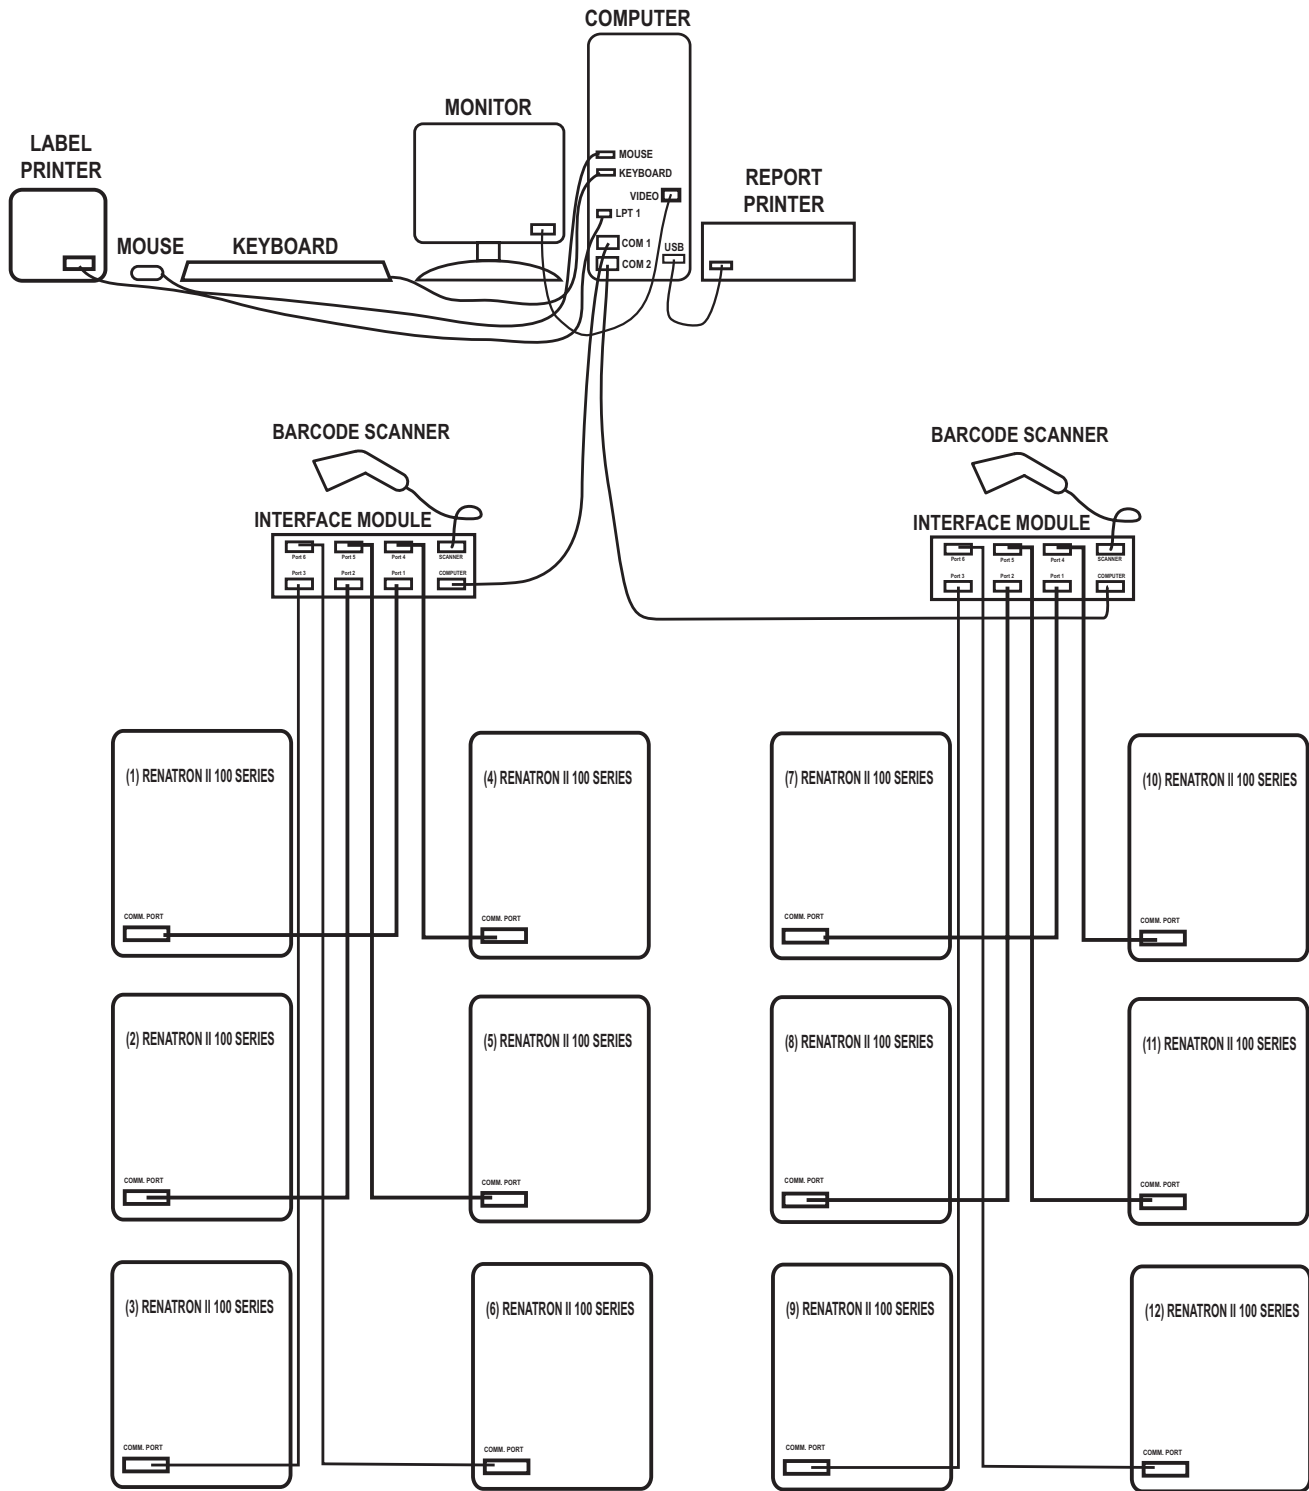 COMPUTER
MONITOR
LABEL
PRINTER
MOUSE
KEYBOARD
MOUSE
KEYBOARD
VIDEO
LPT 1
COM 1
COM 2
USB
REPORT
PRINTER
BARCODE SCANNER
INTERFACE MODULE
Port 6
Port 5
Port 4
SCANNER
Port 3
Port 2
Port 1
COMPUTER
BARCODE SCANNER
INTERFACE MODULE
Port 6
Port 5
Port 4
SCANNER
Port 3
Port 2
Port 1
COMPUTER
(1) RENATRON II 100 SERIES
COMM. PORT
(4) RENATRON II 100 SERIES
COMM. PORT
(7) RENATRON II 100 SERIES
COMM. PORT
(10) RENATRON II 100 SERIES
COMM. PORT
(2) RENATRON II 100 SERIES
COMM. PORT
(5) RENATRON II 100 SERIES
COMM. PORT
(8) RENATRON II 100 SERIES
COMM. PORT
(11) RENATRON II 100 SERIES
COMM. PORT
(3) RENATRON II 100 SERIES
COMM. PORT
(6) RENATRON II 100 SERIES
COMM. PORT
(9) RENATRON II 100 SERIES
COMM. PORT
(12) RENATRON II 100 SERIES
COMM. PORT